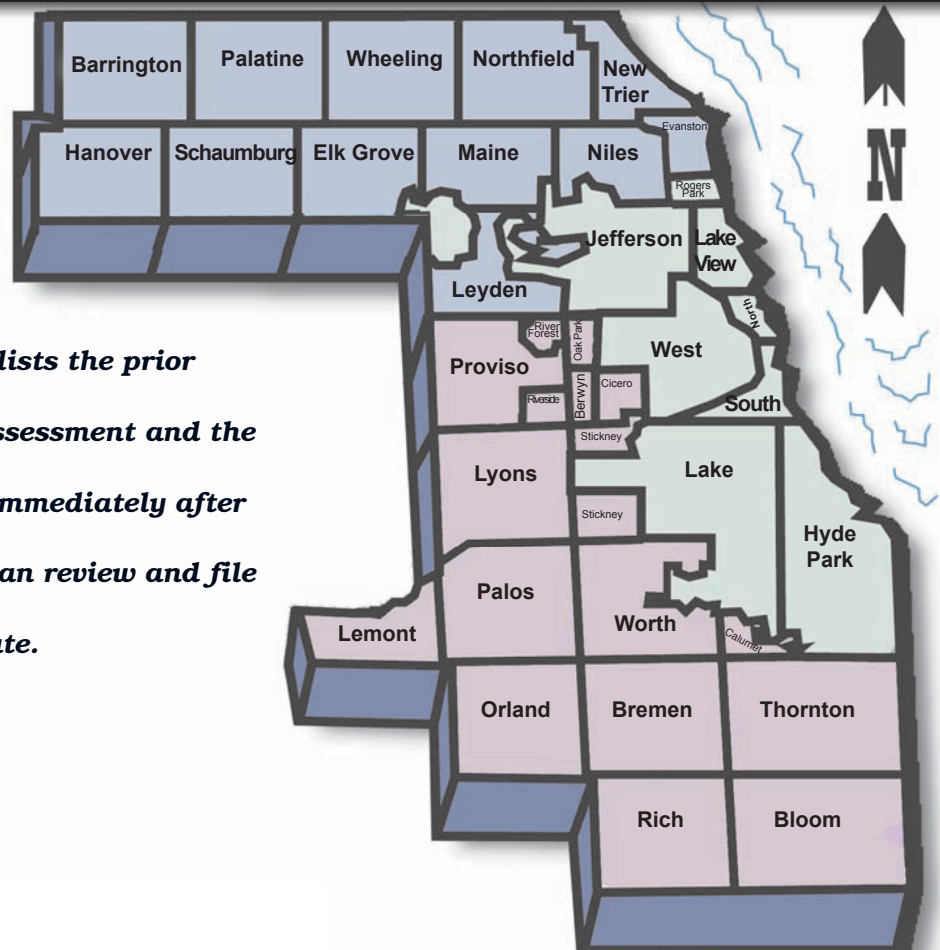 Barrington
Palatine
Wheeling
Northfield
New
Trier
Evanston
Hanover
Schaumburg
Elk Grove
Maine
Niles
Rogers
Park
N
Jefferson
Lake
View
Leyden
North
River
Forest
Oak Park
West
Proviso
Riverside
Berwyn
Cicero
South
Stickney
Lyons
Lake
Stickney
Hyde
Park
Palos
Worth
Calumet
Lemont
Orland
Bremen
Thornton
Rich
Bloom
lists the prior
ssessment and the
mmediately after
an review and file
te.